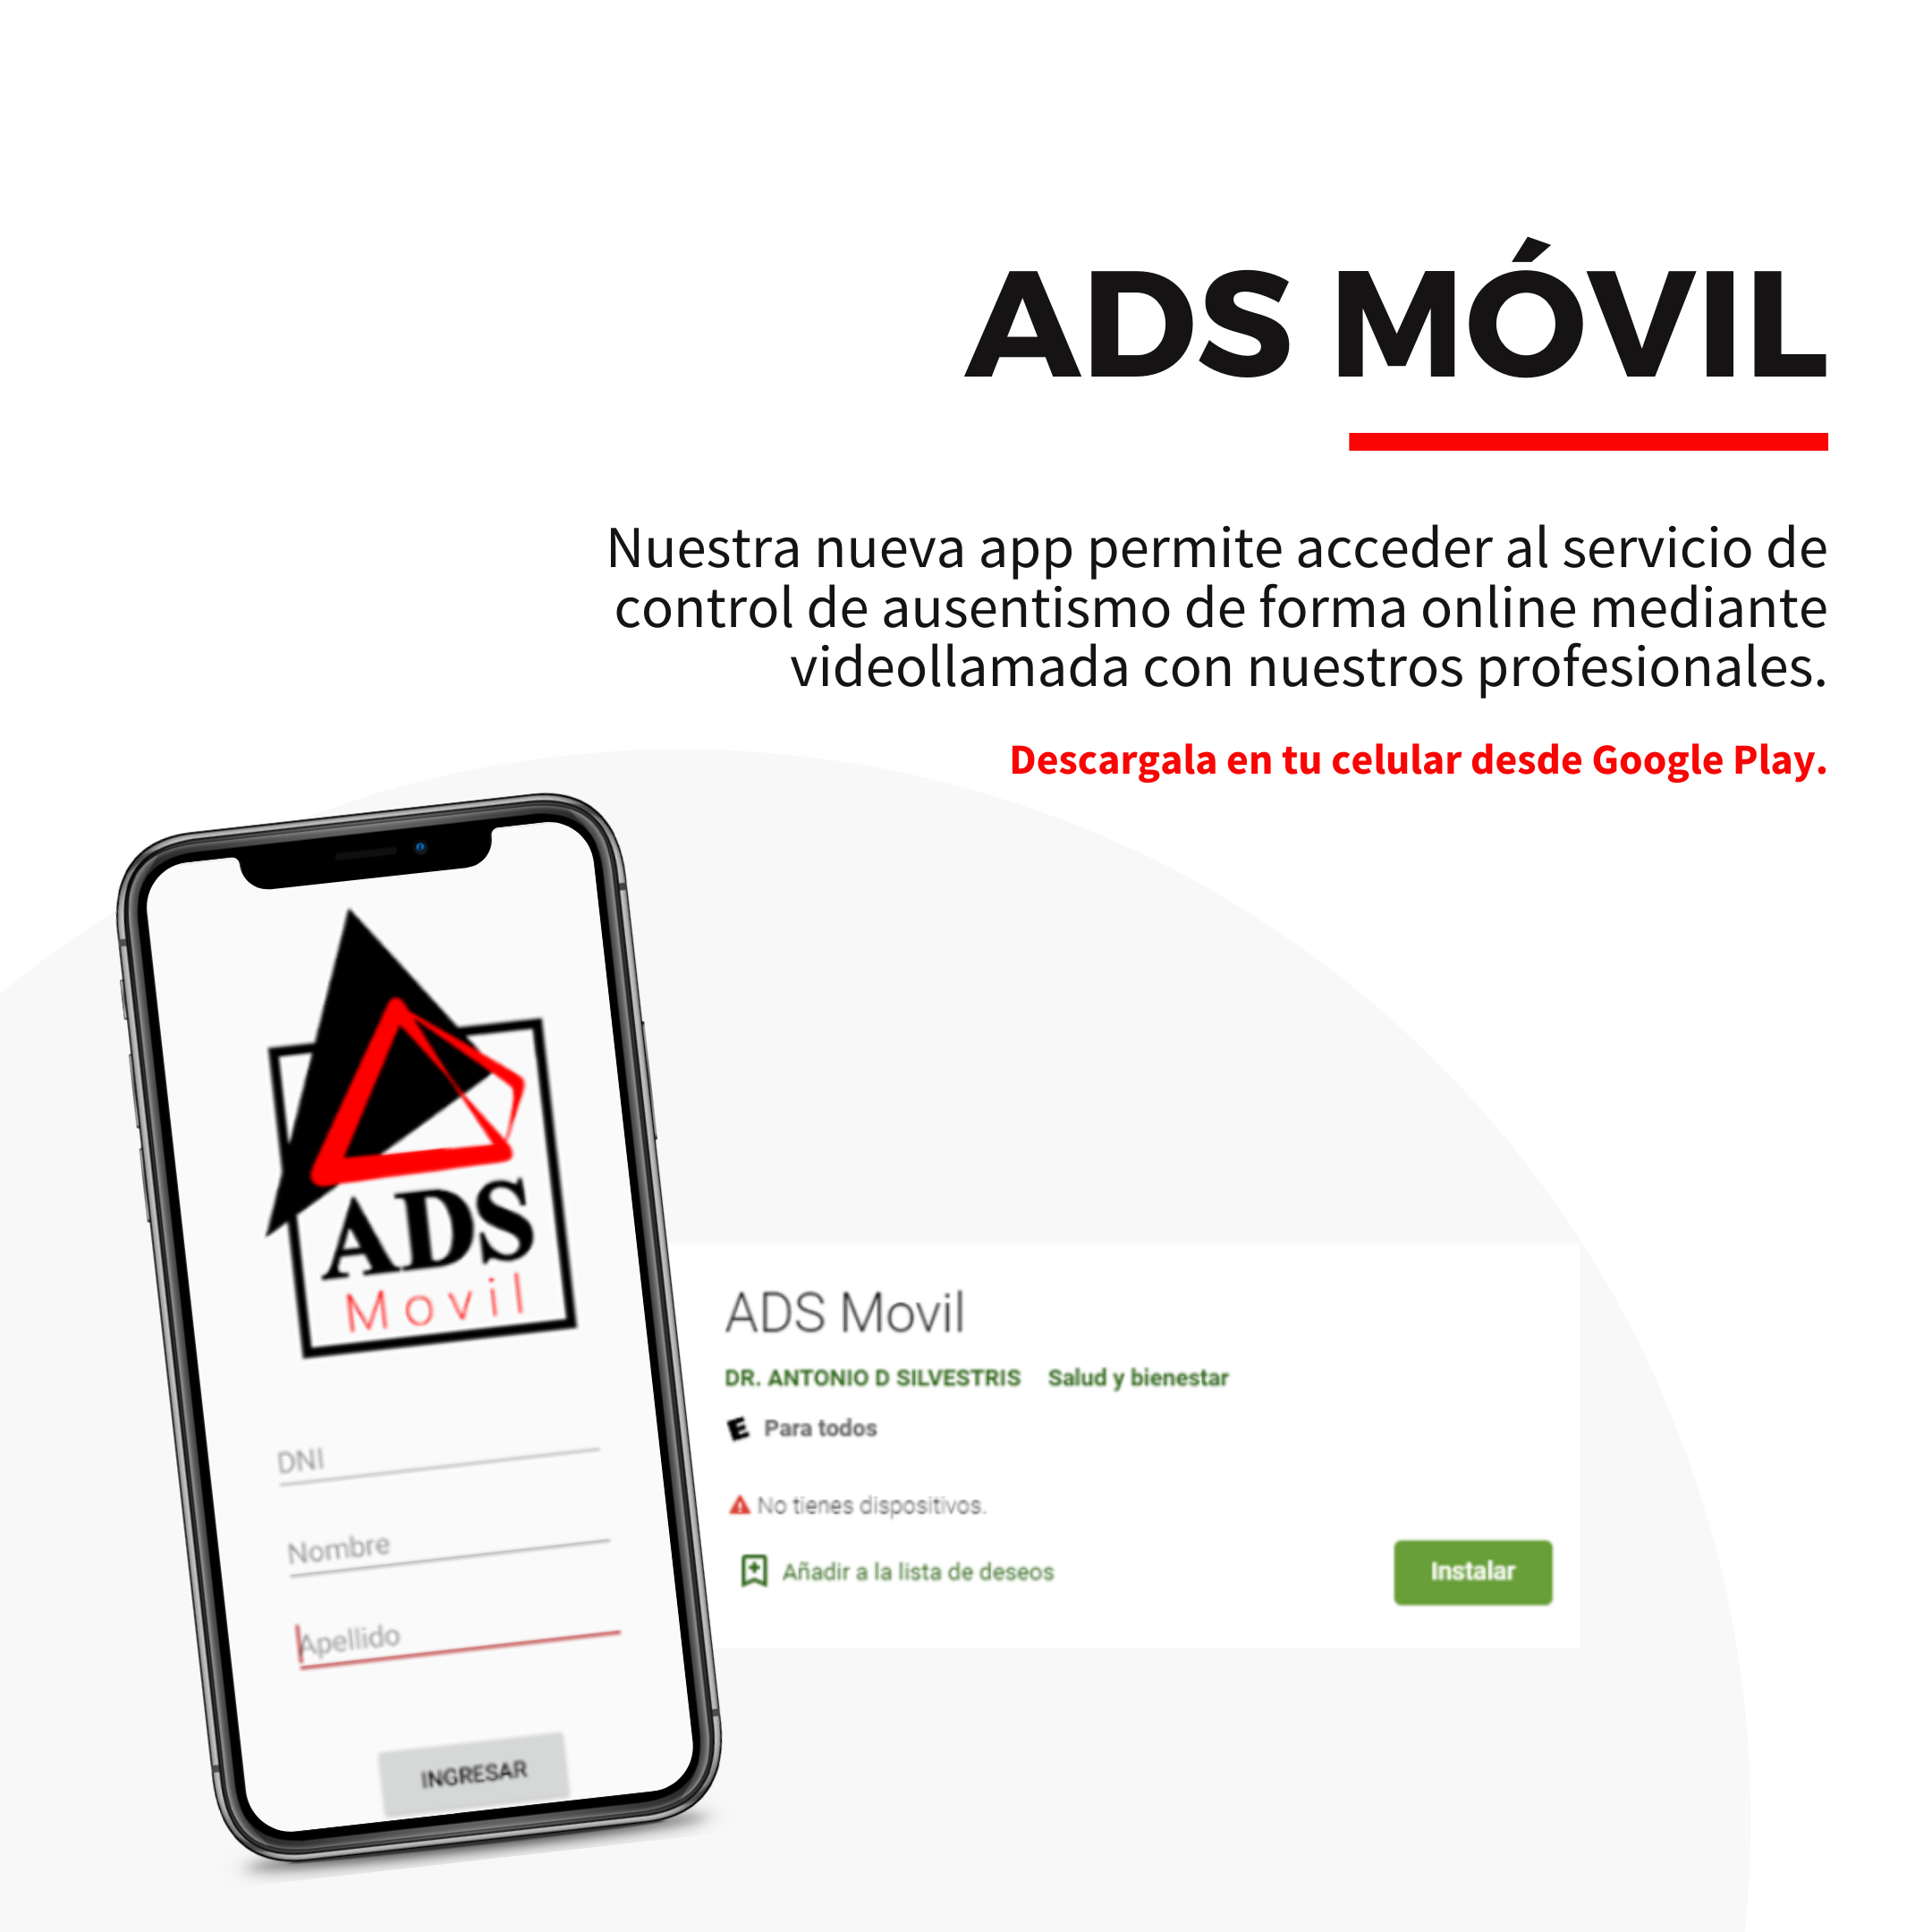 ADS MÓVIL
Nuestra nueva app permite acceder al servicio de
control de ausentismo de forma online mediante
videollamada con nuestros profesionales.
Descargala en tu celular desde Google Play.
ADS
Movil
DNI
Nombre
Apellido
INGRESAR
ADS Movil
DR. ANTONIO D SILVESTRIS Salud y bienestar
E Para todos
No tienes dispositivos.
Añadir a la lista de deseos
Instalar